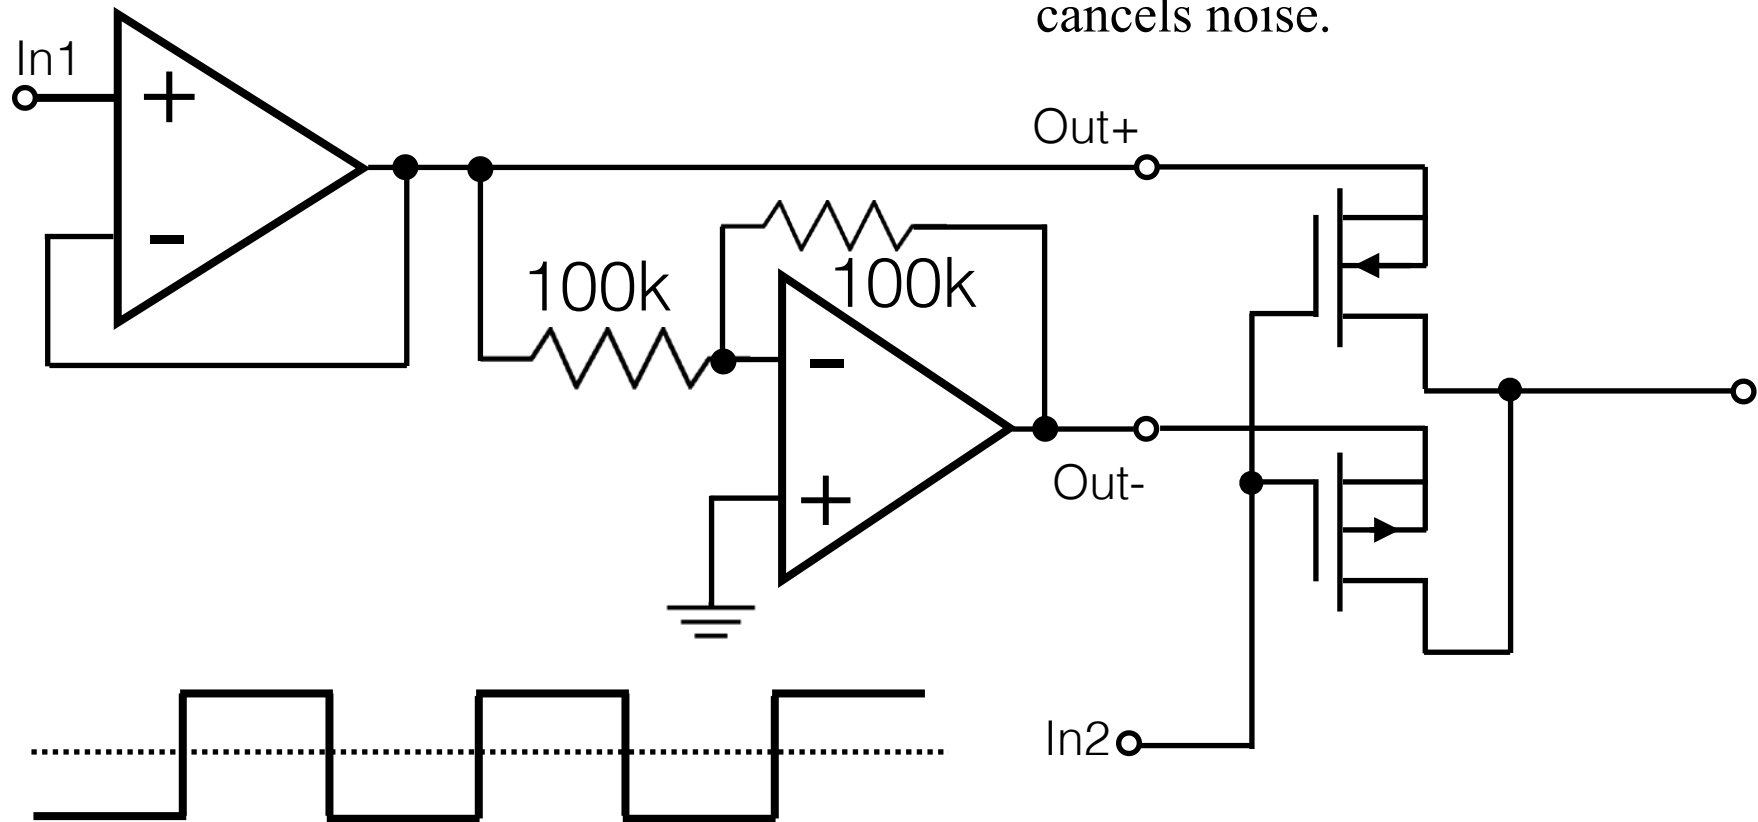 cancels noise.
In1
+
-
Out+
100k
100k
-
+
Out-
In2